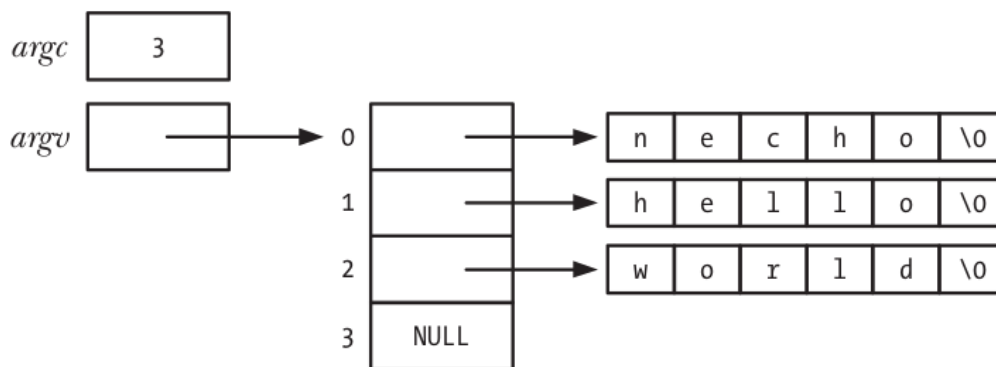 argc 3
argv 0 n e c h o \0
1 h e l l o \0
2 w o r l d \0
3 NULL